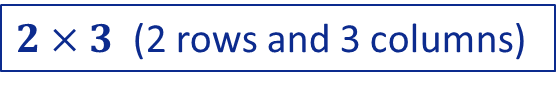 2 × 3 (2 rows and 3 columns)